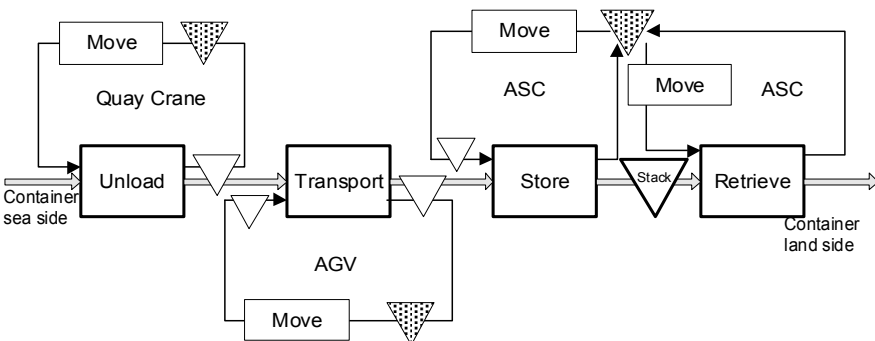 Move
Quay Crane
Move
ASC
Move
ASC
Unload
Transport
Store
Stack
Retrieve
Container
sea side
Container
land side
AGV
Move